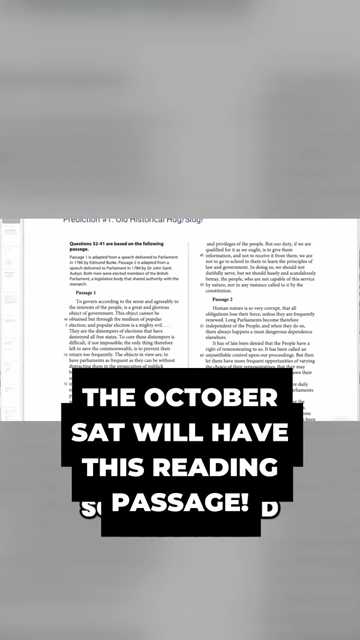 Prediction #1: Old Historical Hug/Slug!
Questions 32-41 are based on the following
passage.
Passage 1 is adapted from a speech delivered to Parliament
in 1780 by Edmund Burke. Passage 2 is adapted from a
speech delivered to Parliament in 1784 by Sir John Saint
Aubyn. Both men were elected members of the British
Parliament, a legislative body that shared authority with the
monarch.
Passage 1
To govern according to the sense and agreeably to
the interests of the people, is a great and glorious
object of government. This object cannot be
obtained but through the medium of popular
5 election, and popular election is a mighty evil. . . .
They are the distempers of elections that have
destroyed all free states. To cure these distempers is
difficult, if not impossible; the only thing therefore
left to save the commonwealth, is to prevent their
return too frequently. The objects in view are, to
have parliaments as frequent as they can be without
distracting them in the prosecution of public
and privileges of the people. But our duty, if we are
qualified for it as we ought, is to give them
information, and not to receive it from them; we are
not to go to school to them to learn the principles of
law and government. In doing so, we should not
dutifully serve, but we should basely and scandalously
betray, the people, who are not capable of this service
by nature, nor in any instance called to it by the
constitution.
Passage 2
Human nature is so very corrupt, that all
obligations lose their force, unless they are frequently
renewed. Long Parliaments become therefore
independent of the People; and when they do so,
there always happens a most dangerous dependence
elsewhere.
It has of late been denied that the People have a
right of remonstrating to us. It has been called an
unjustifiable control upon our proceedings. But then
let them have more frequent opportunities of varying
the choice of their representatives, that they may
THE OCTOBER
SAT WILL HAVE
THIS READING
PASSAGE!